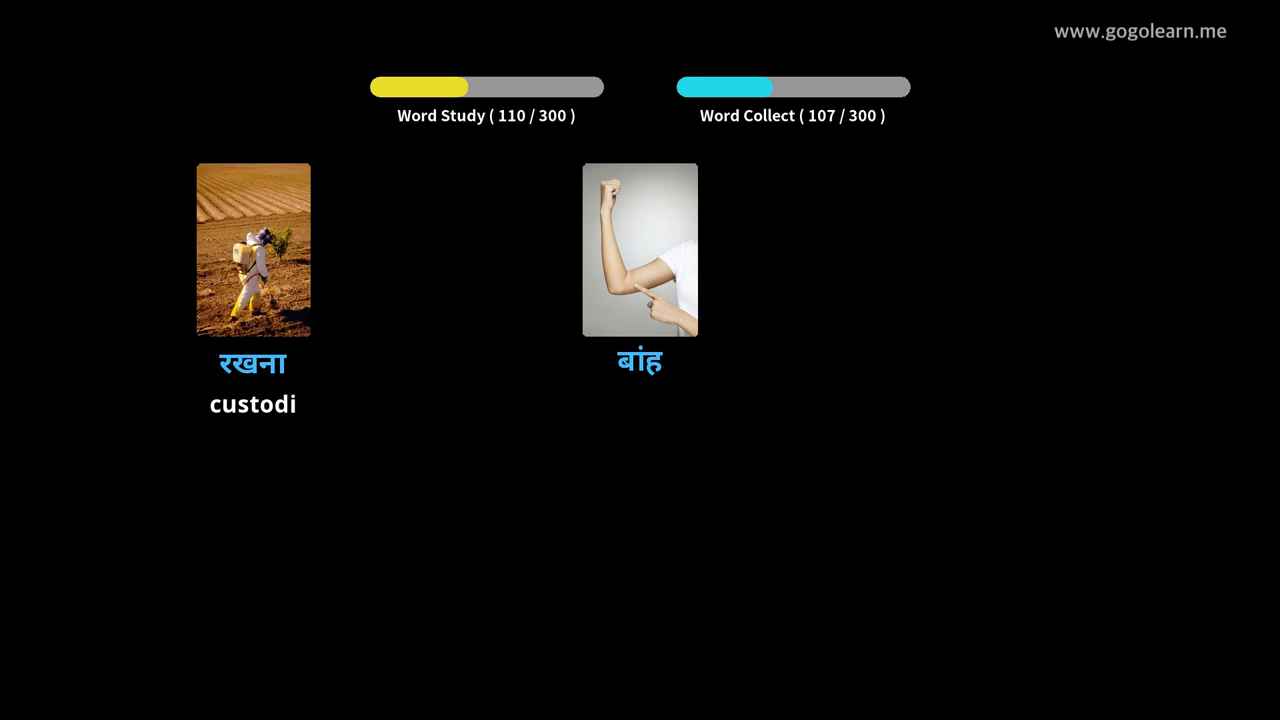 www.gogolearn.me
Word Study ( 110 / 300 )
Word Collect ( 107 / 300 )
रखना
custodi
बांह